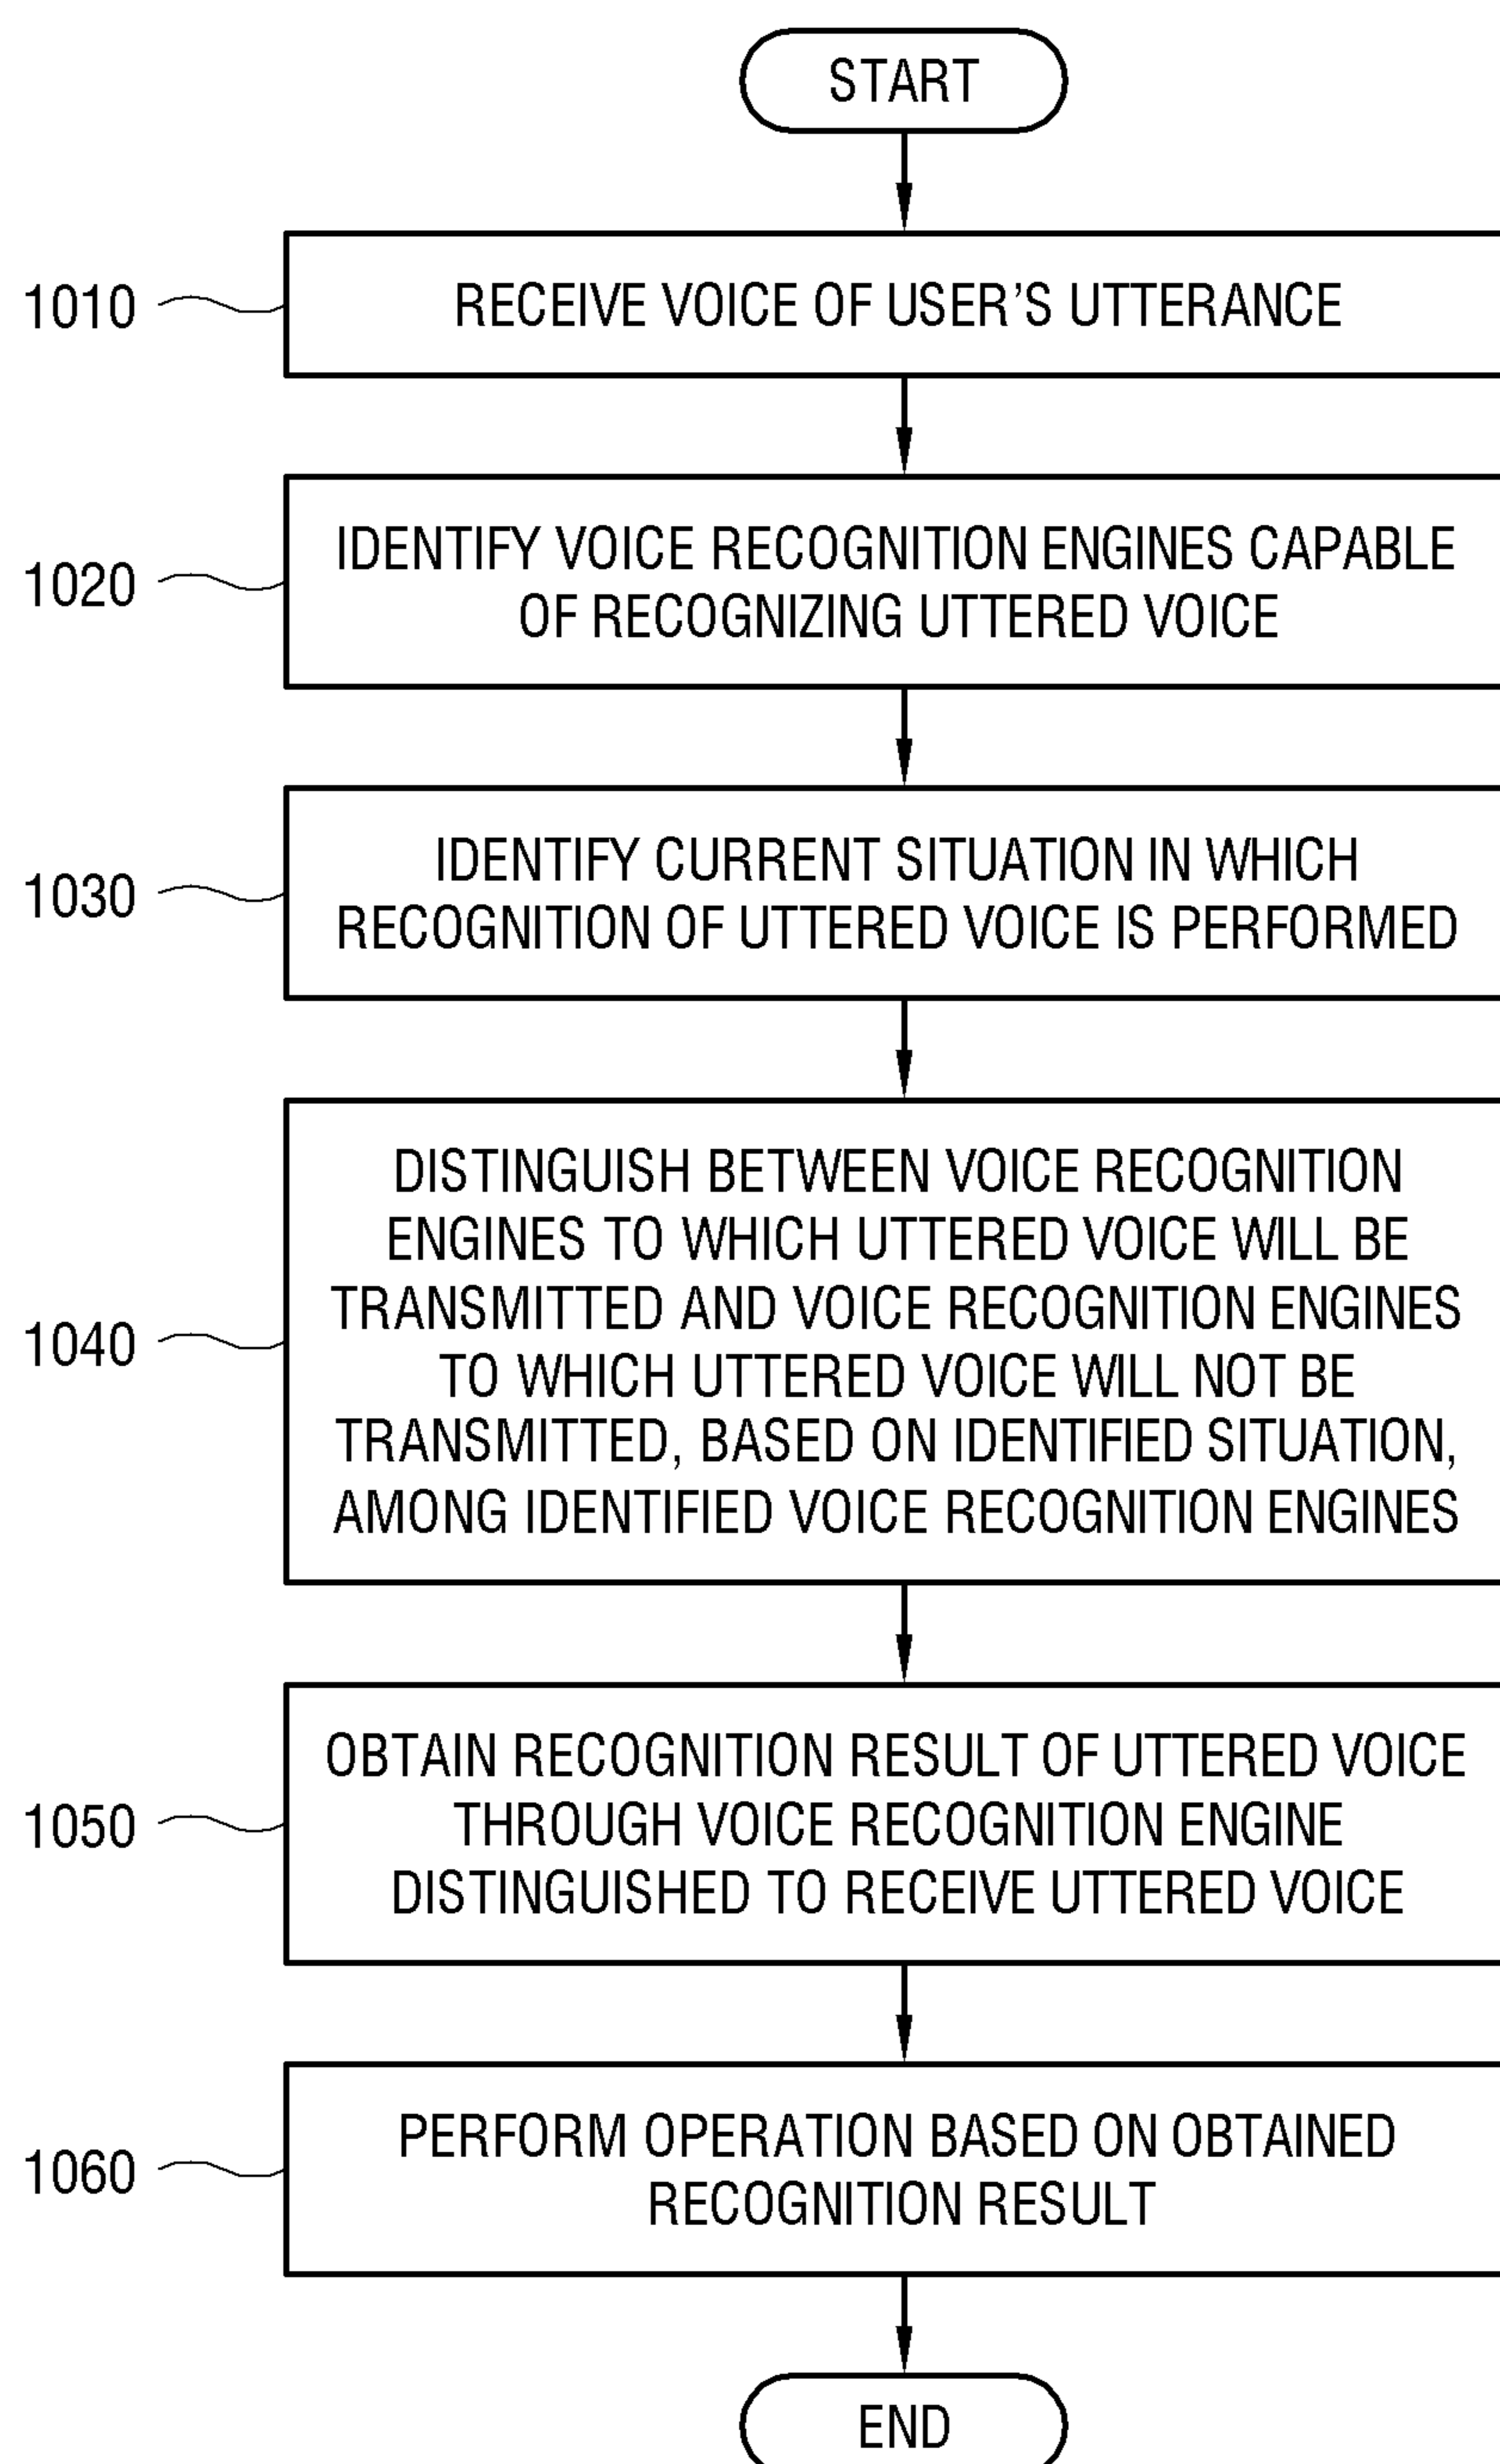 START
1010
RECEIVE VOICE OF USER’S UTTERANCE
1020
IDENTIFY VOICE RECOGNITION ENGINES CAPABLE
OF RECOGNIZING UTTERED VOICE
1030
IDENTIFY CURRENT SITUATION IN WHICH
RECOGNITION OF UTTERED VOICE IS PERFORMED
1040
DISTINGUISH BETWEEN VOICE RECOGNITION
ENGINES TO WHICH UTTERED VOICE WILL BE
TRANSMITTED AND VOICE RECOGNITION ENGINES
TO WHICH UTTERED VOICE WILL NOT BE
TRANSMITTED, BASED ON IDENTIFIED SITUATION,
AMONG IDENTIFIED VOICE RECOGNITION ENGINES
1050
OBTAIN RECOGNITION RESULT OF UTTERED VOICE
THROUGH VOICE RECOGNITION ENGINE
DISTINGUISHED TO RECEIVE UTTERED VOICE
1060
PERFORM OPERATION BASED ON OBTAINED
RECOGNITION RESULT
END